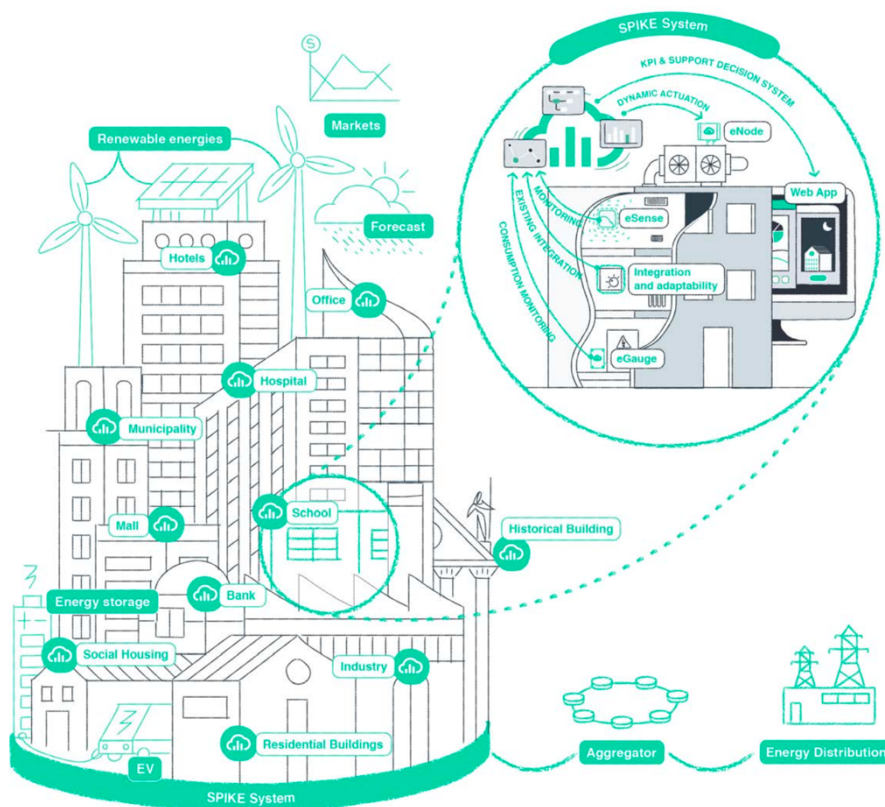 SPIKE System
KPI & SUPPORT DECISION SYSTEM
DYNAMIC ACTUATION
eNode
Markets
Renewable energies
Web App
MONITORING
eSense
EXISTING INTEGRATION
Forecast
Integration
and adaptability
CONSUMPTION MONITORING
Hotels
Office
eGauge
Hospital
Municipality
School
Mall
Historical Building
Bank
Energy storage
Social Housing
Industry
Residential Buildings
Aggregator
Energy Distribution
EV
SPIKE System